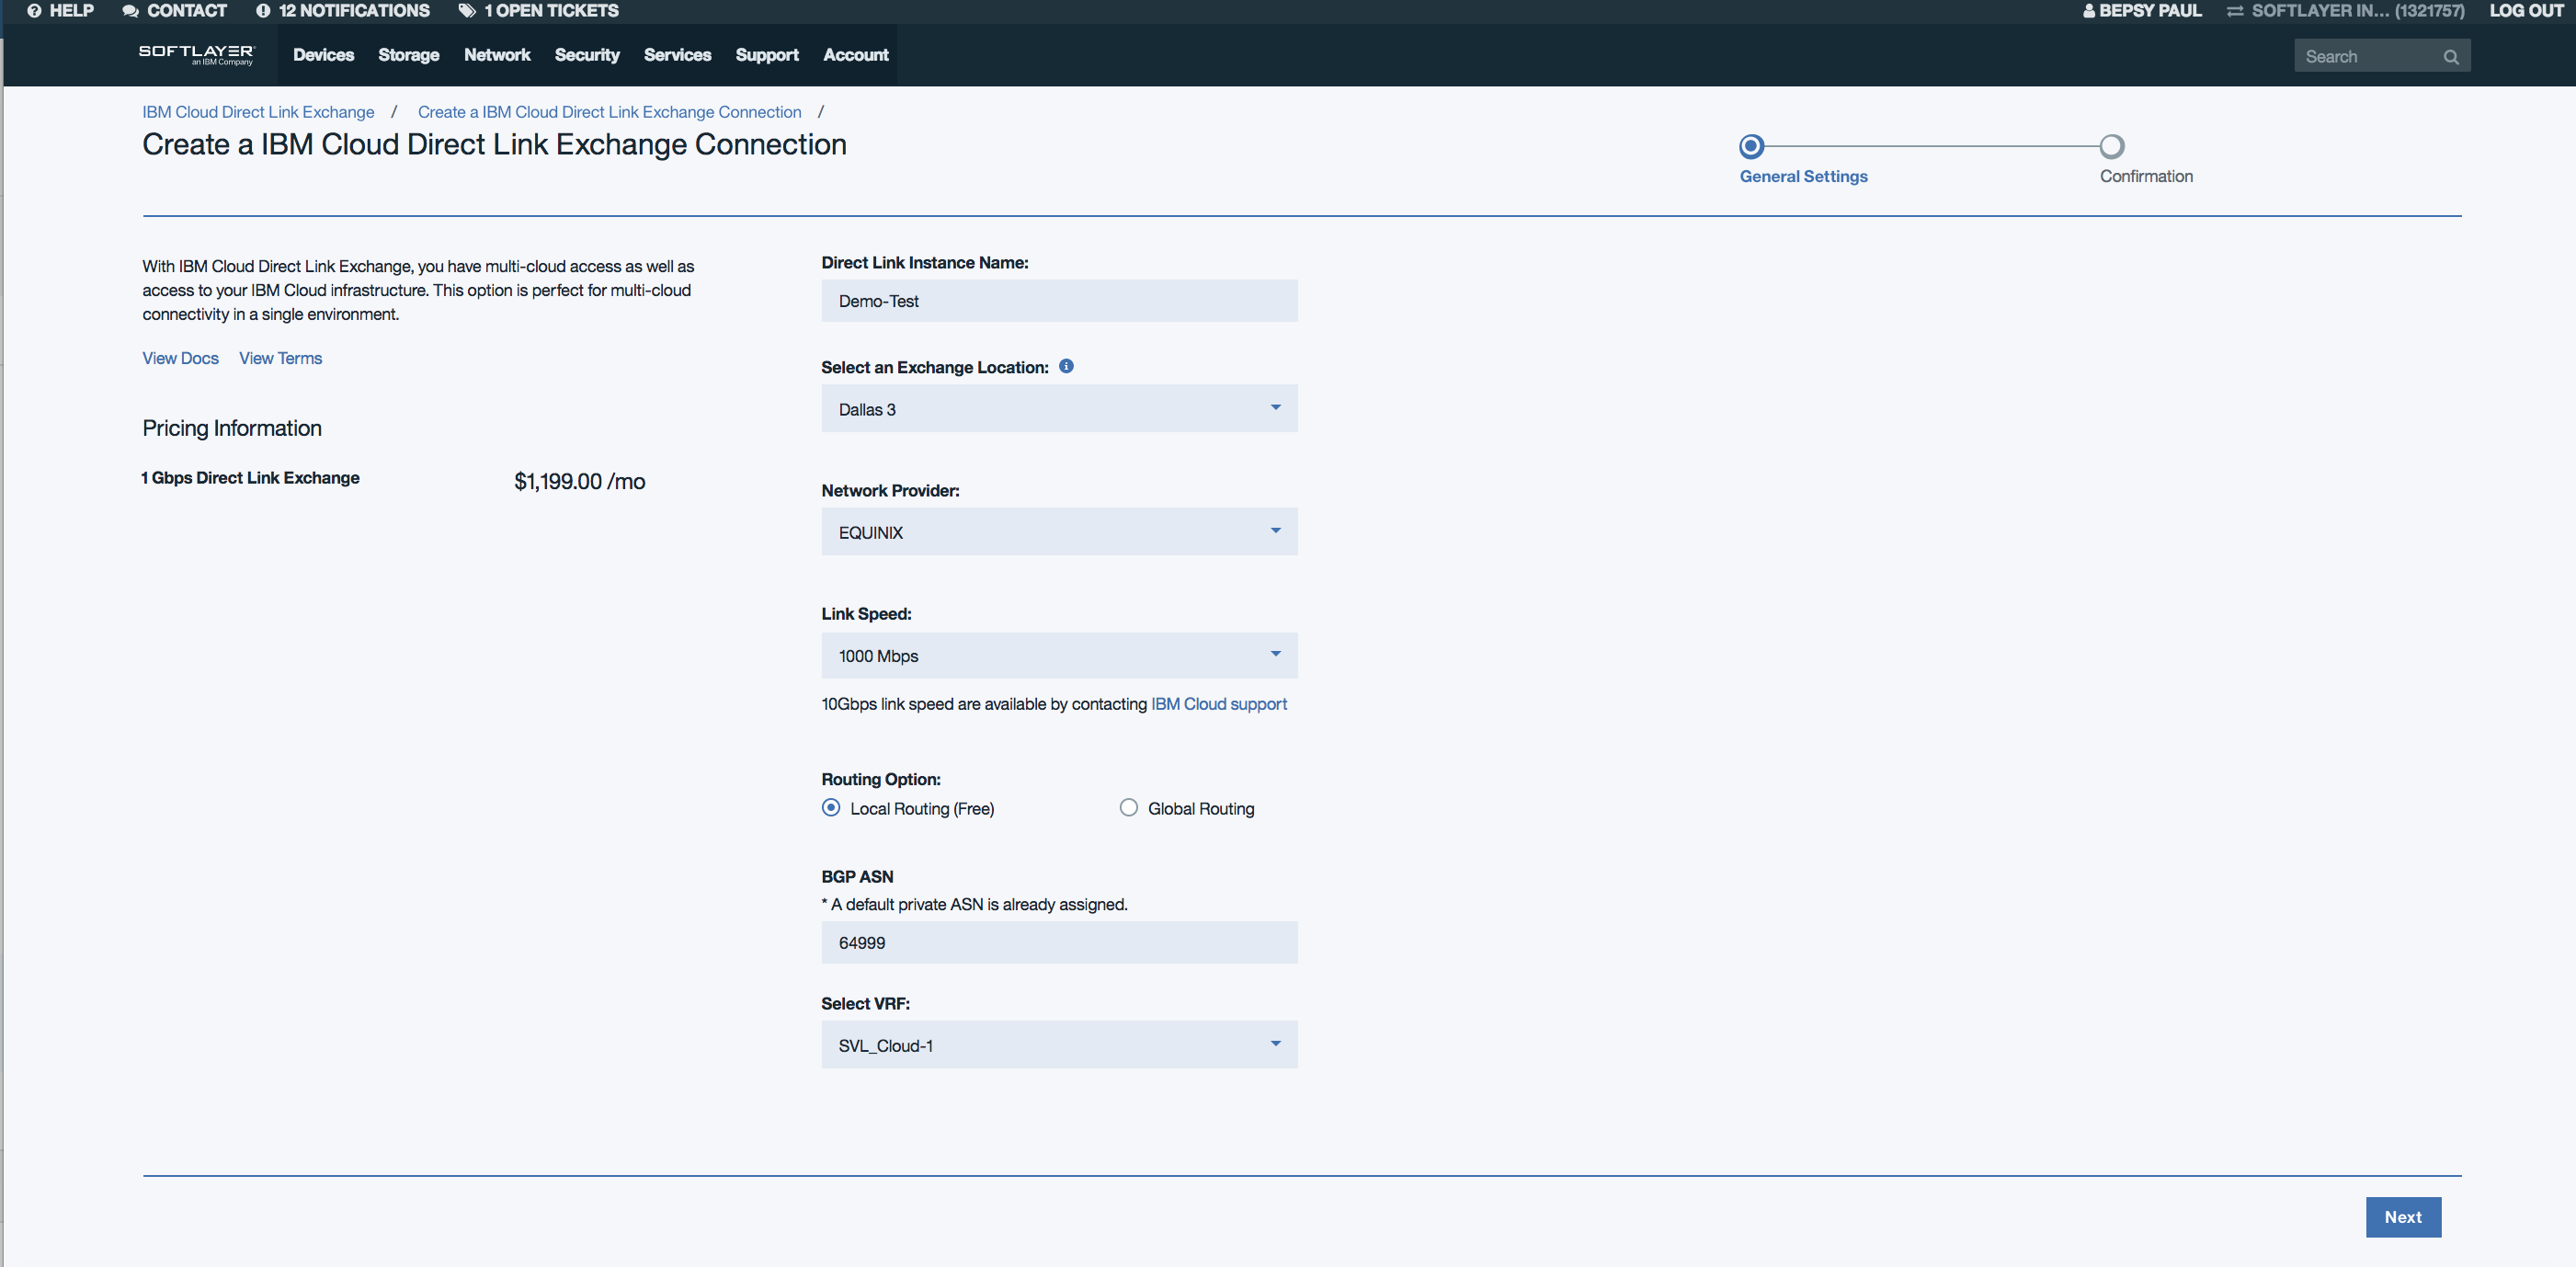 HELP CONTACT 12 NOTIFICATIONS 1 OPEN TICKETS BEPSY PAUL SOFTLAYER IN... (1321757) LOG OUT
SOFTLAYER
an IBM Company
Devices Storage Network Security Services Support Account Search
IBM Cloud Direct Link Exchange / Create a IBM Cloud Direct Link Exchange Connection /
Create a IBM Cloud Direct Link Exchange Connection
General Settings Confirmation
With IBM Cloud Direct Link Exchange, you have multi-cloud access as well as
access to your IBM Cloud infrastructure. This option is perfect for multi-cloud
connectivity in a single environment.
View Docs View Terms
Pricing Information
1 Gbps Direct Link Exchange $1,199.00 /mo
Direct Link Instance Name:
Demo-Test
Select an Exchange Location:
Dallas 3
Network Provider:
EQUINIX
Link Speed:
1000 Mbps
10Gbps link speed are available by contacting IBM Cloud support
Routing Option:
Local Routing (Free) Global Routing
BGP ASN
* A default private ASN is already assigned.
64999
Select VRF:
SVL_Cloud-1
Next